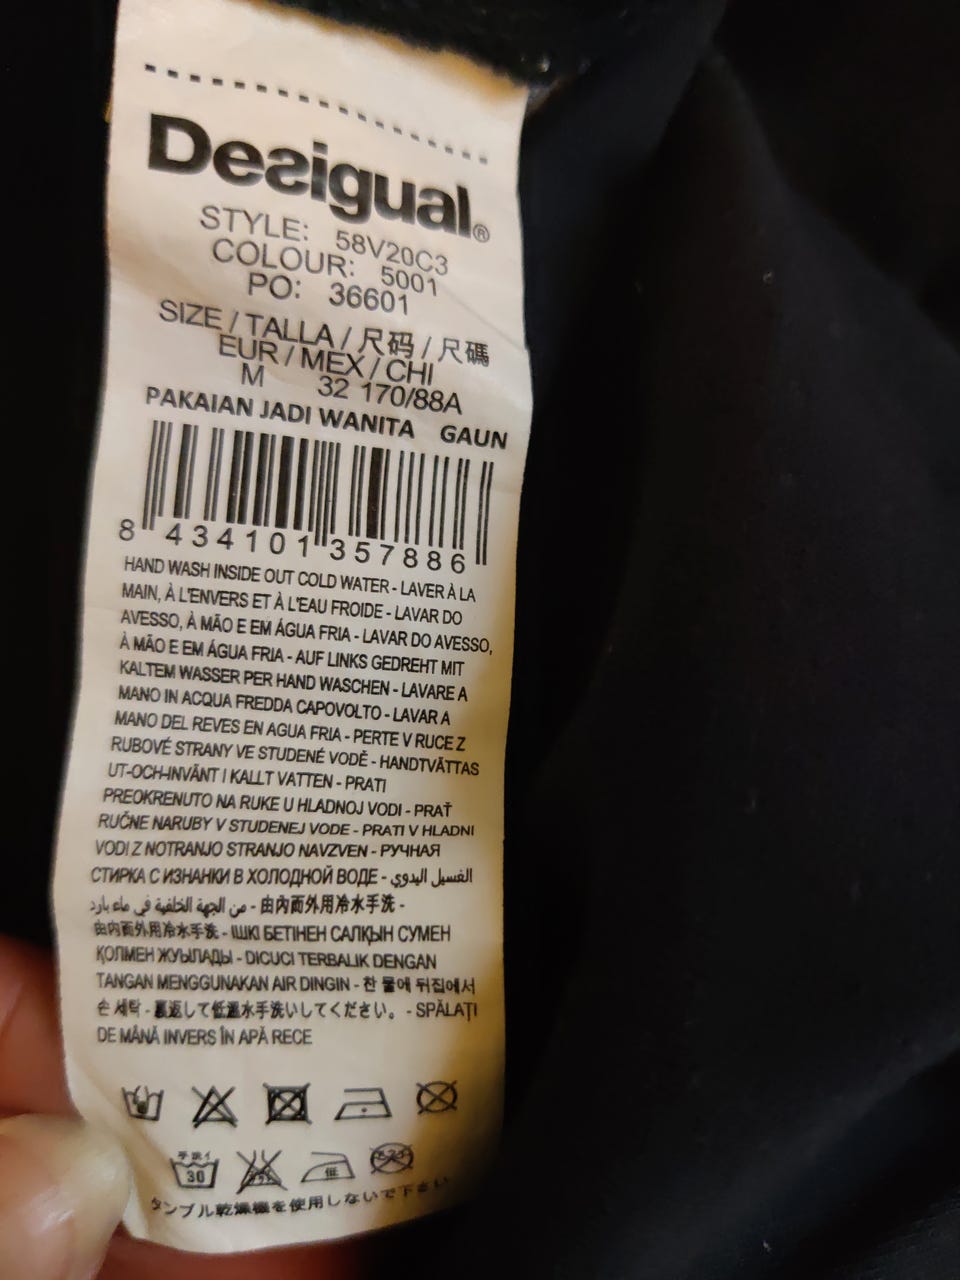 Desigual®
STYLE: 58V20C3
COLOUR: 5001
PO: 36601
SIZE / TALLA / 尺码 / 尺碼
EUR / MEX / CHI
M 32 170/88A
PAKAIAN JADI WANITA GAUN
8 434101 357886
HAND WASH INSIDE OUT COLD WATER - LAVER À LA
MAIN, À L'ENVERS ET À L'EAU FROIDE - LAVAR DO
AVESSO, À MÃO E EM ÁGUA FRIA - LAVAR DO AVESSO,
À MÃO E EM ÁGUA FRIA - AUF LINKS GEDREHT MIT
KALTEM WASSER PER HAND WASCHEN - LAVARE A
MANO IN ACQUA FREDDA CAPOVOLTO - LAVAR A
MANO DEL REVES EN AGUA FRIA - PERTE V RUCE Z
RUBOVÉ STRANY VE STUDENÉ VODĚ - HANDTVÄTTAS
UT-OCH-INVÄNT I KALLT VATTEN - PRATI
PREOKRENUTO NA RUKE U HLADNOJ VODI - PRAŤ
RUČNE NARUBY V STUDENEJ VODE - PRATI V HLADNI
VODI Z NOTRANJO STRANJO NAVZVEN - РУЧНАЯ
СТИРКА С ИЗНАНКИ В ХОЛОДНОЙ ВОДЕ - الغسيل اليدوي
من الجهة الخلفية في ماء بارد - 由內面外用冷水手洗 -
由内面外用冷水手洗 - ІШКІ БЕТІНЕН САЛҚЫН СУМЕН
ҚОЛМЕН ЖУЫЛАДЫ - DICUCI TERBALIK DENGAN
TANGAN MENGGUNAKAN AIR DINGIN - 찬 물에 뒤집에서
손 세탁 - 裏返して低温水手洗いしてください。 - SPĂLAȚI
DE MÂNĂ INVERS ÎN APĂ RECE
手洗イ
30
低
タンブル乾燥機を使用しないで下さい